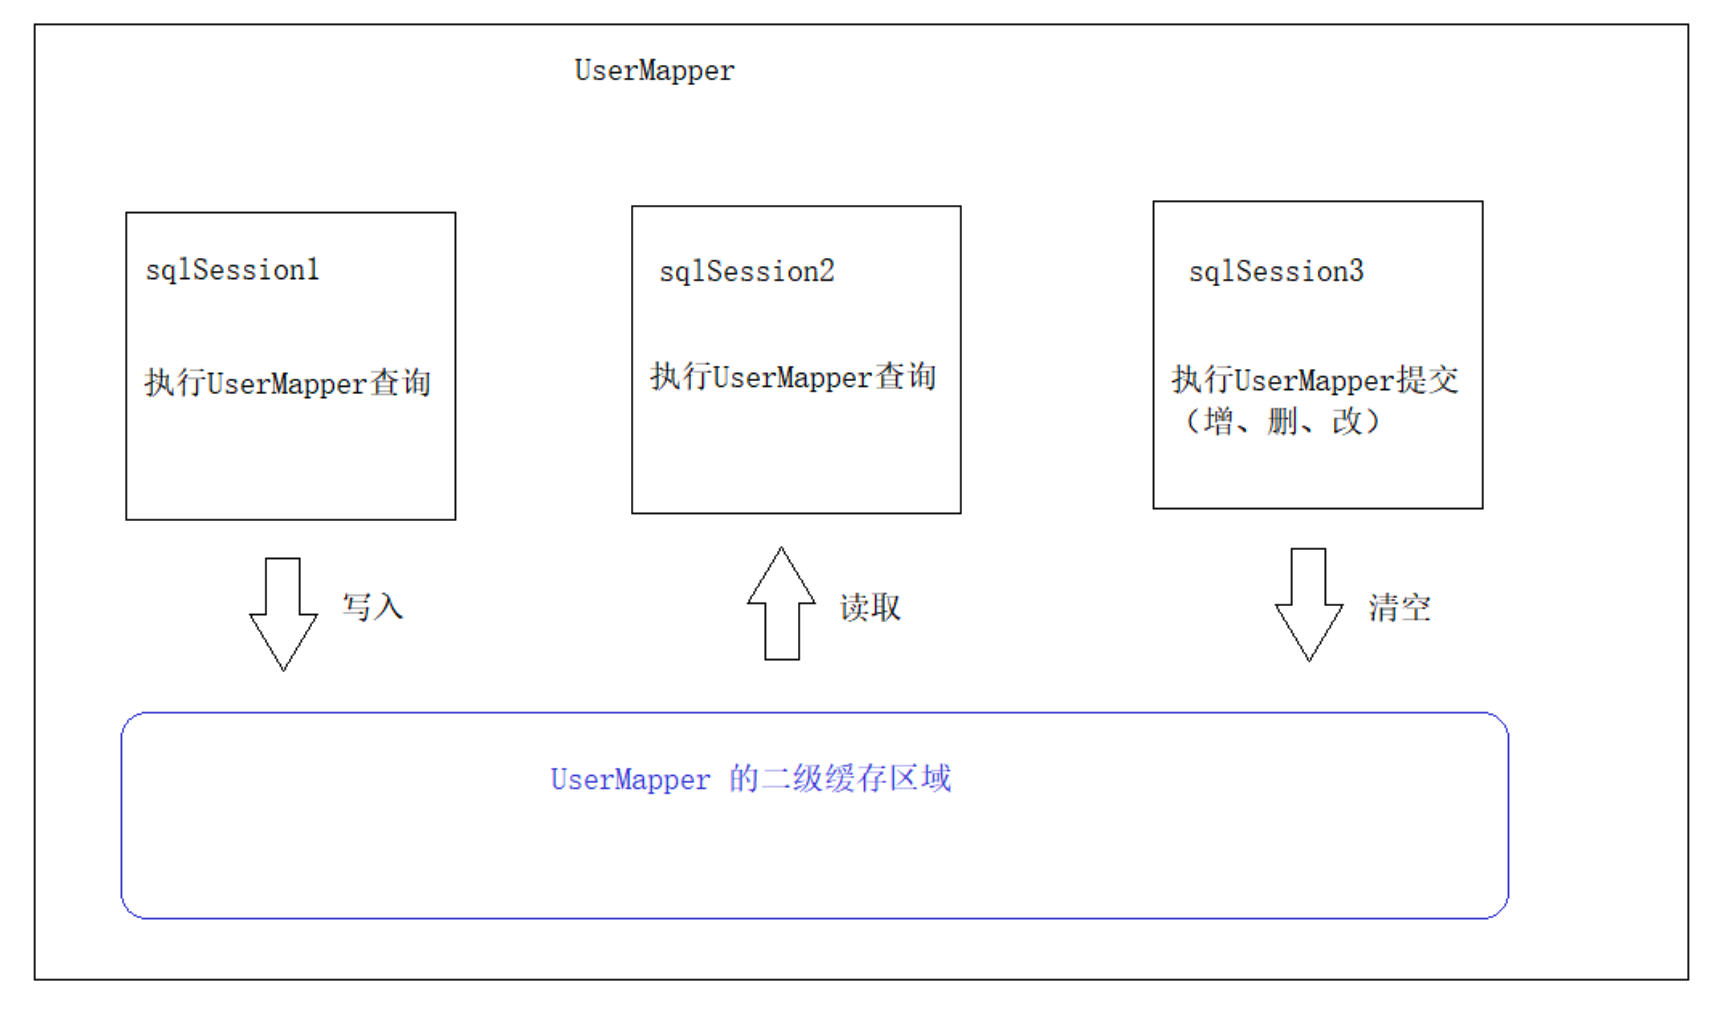 UserMapper
sqlSession1
执行UserMapper查询
sqlSession2
执行UserMapper查询
sqlSession3
执行UserMapper提交
（增、删、改）
写入
读取
清空
UserMapper 的二级缓存区域